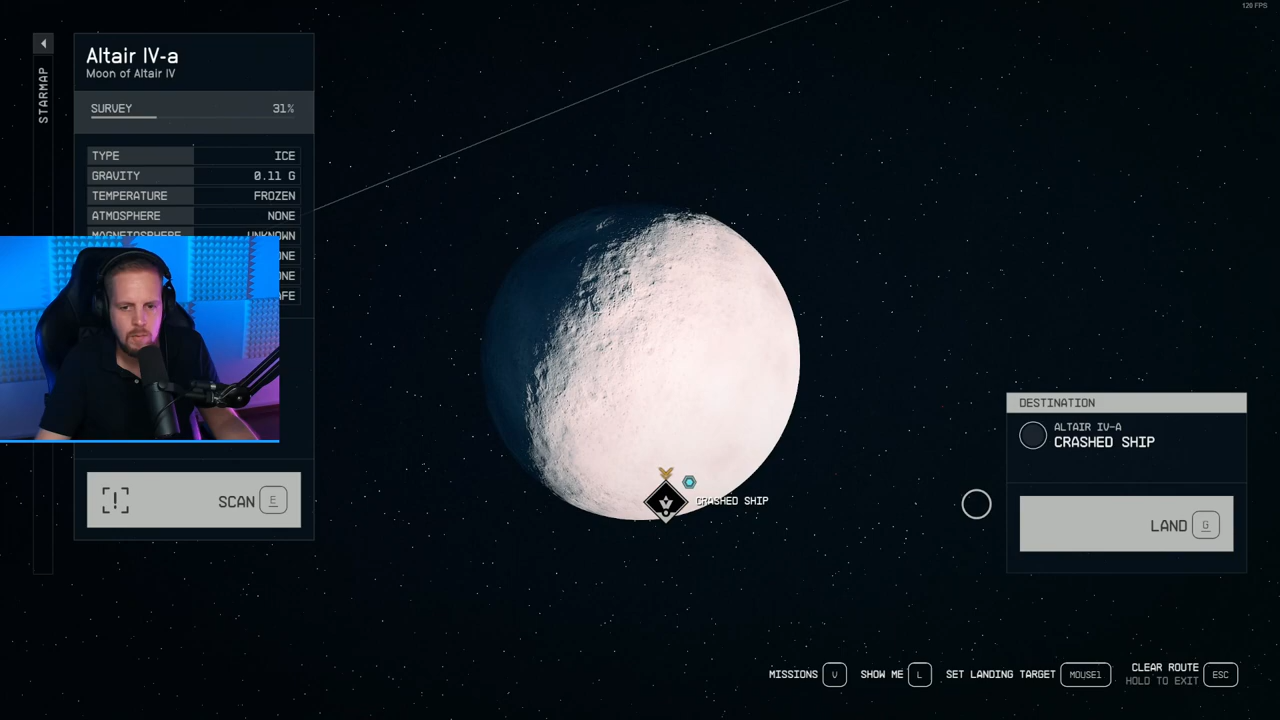 120 FPS
STARMAP
Altair IV-a
Moon of Altair IV
SURVEY 31%
TYPE ICE
GRAVITY 0.11 G
TEMPERATURE FROZEN
ATMOSPHERE NONE
MAGNETOSPHERE UNKNOWN
SCAN E
CRASHED SHIP
DESTINATION
ALTAIR IV-A
CRASHED SHIP
LAND G
MISSIONS V
SHOW ME L
SET LANDING TARGET MOUSE1
CLEAR ROUTE
HOLD TO EXIT ESC